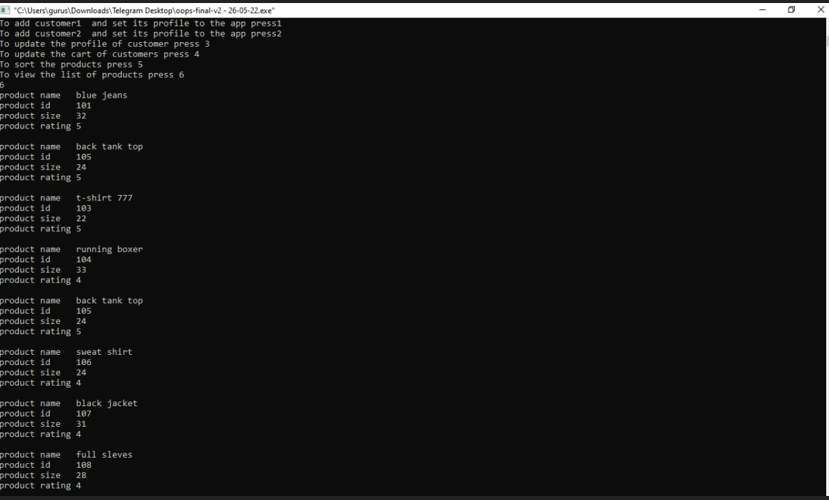 "C:\Users\gurus\Downloads\Telegram Desktop\oops-final-v2 - 26-05-22.exe"
To add customer1  and set its profile to the app press1
To add customer2  and set its profile to the app press2
To update the profile of customer press 3
To update the cart of customers press 4
To sort the products press 5
To view the list of products press 6
6
product name   blue jeans
product id     101
product size   32
product rating 5
product name   back tank top
product id     105
product size   24
product rating 5
product name   t-shirt 777
product id     103
product size   22
product rating 5
product name   running boxer
product id     104
product size   33
product rating 4
product name   back tank top
product id     105
product size   24
product rating 5
product name   sweat shirt
product id     106
product size   24
product rating 4
product name   black jacket
product id     107
product size   31
product rating 4
product name   full sleves
product id     108
product size   28
product rating 4